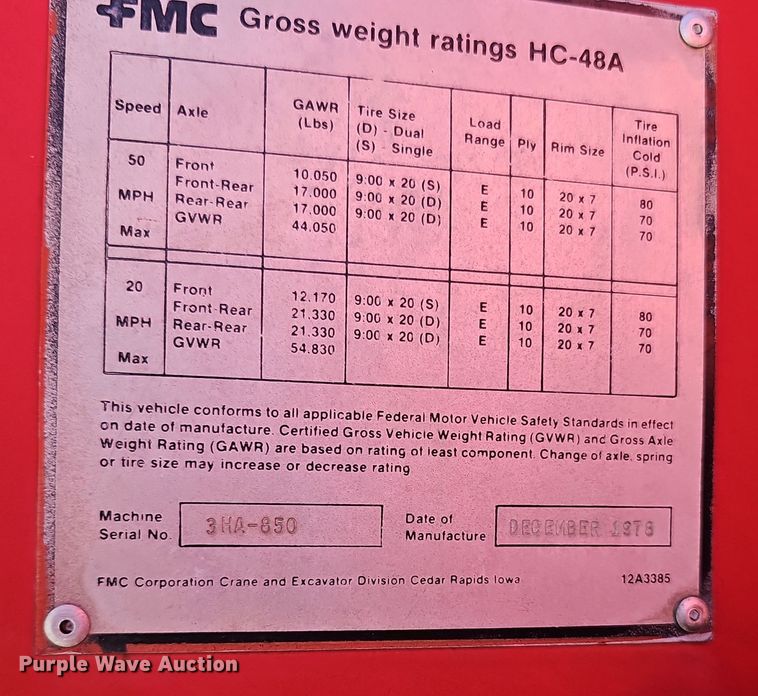 FMC Gross weight ratings HC-48A
Speed Axle GAWR (Lbs) Tire Size (D) - Dual (S) - Single Load Range Ply Rim Size Tire Inflation Cold (P.S.I.)
50 MPH Max
Front 10.050 9:00 x 20 (S) E 10 20 x 7 80
Front-Rear 17.000 9:00 x 20 (D) E 10 20 x 7 70
Rear-Rear 17.000 9:00 x 20 (D) E 10 20 x 7 70
GVWR 44.050
20 MPH Max
Front 12.170 9:00 x 20 (S) E 10 20 x 7 80
Front-Rear 21.330 9:00 x 20 (D) E 10 20 x 7 70
Rear-Rear 21.330 9:00 x 20 (D) E 10 20 x 7 70
GVWR 54.830
This vehicle conforms to all applicable Federal Motor Vehicle Safety Standards in effect
on date of manufacture. Certified Gross Vehicle Weight Rating (GVWR) and Gross Axle
Weight Rating (GAWR) are based on rating of least component. Change of axle, spring
or tire size may increase or decrease rating
Machine Serial No. 3HA-850 Date of Manufacture DECEMBER 1978
FMC Corporation Crane and Excavator Division Cedar Rapids Iowa 12A3385
Purple Wave Auction